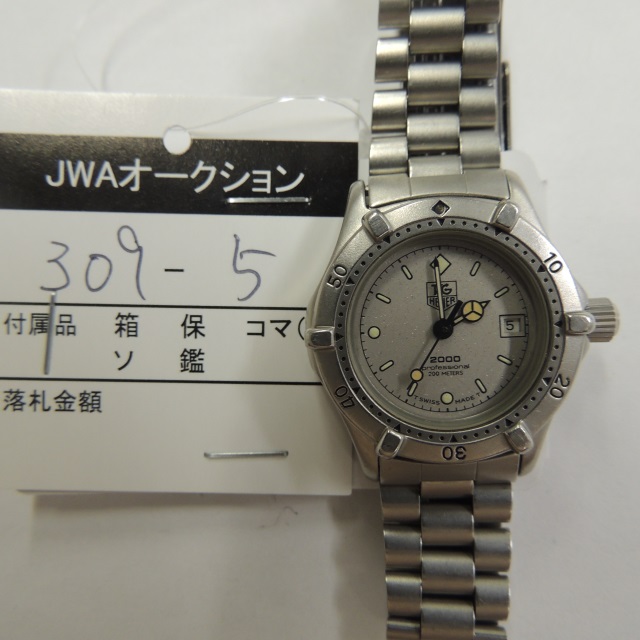 JWAオークション
309-5
付属品 箱 保 コマ(
ソ 鑑
落札金額
50
10
TAG
HEUER
5
2000
professional
200 METERS
40
20
T SWISS MADE T
30